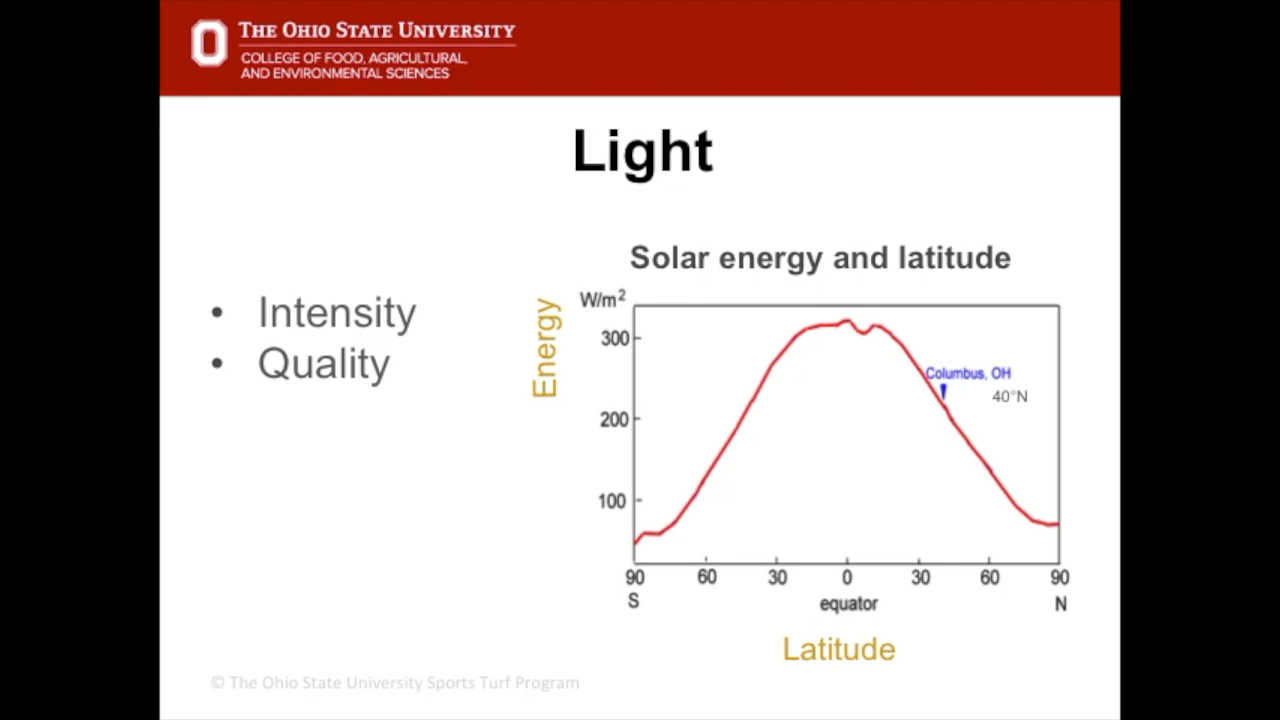 THE OHIO STATE UNIVERSITY
COLLEGE OF FOOD, AGRICULTURAL,
AND ENVIRONMENTAL SCIENCES
Light
• Intensity
• Quality
Solar energy and latitude
Energy
W/m²
300
200
100
Columbus, OH
40°N
90 60 30 0 30 60 90
S equator N
Latitude
© The Ohio State University Sports Turf Program